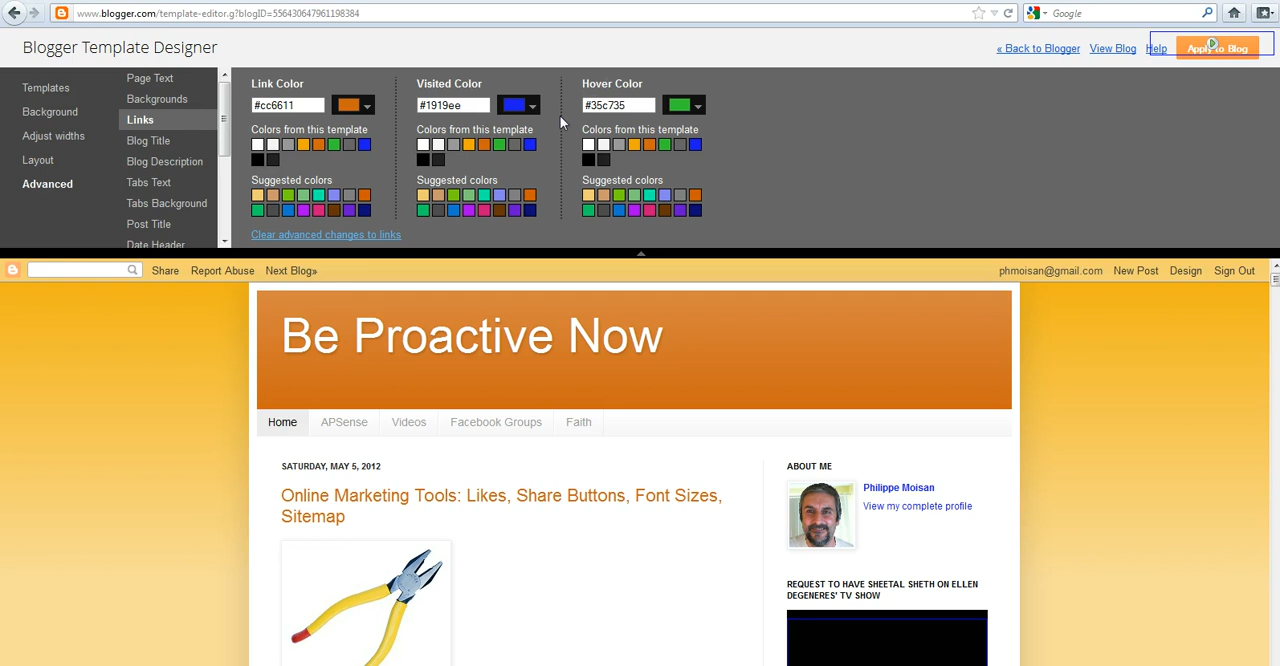 www.blogger.com/template-editor.g?blogID=556430647961198384
Google
Blogger Template Designer
« Back to Blogger View Blog Help Apply to Blog
Templates
Background
Adjust widths
Layout
Advanced
Page Text
Backgrounds
Links
Blog Title
Blog Description
Tabs Text
Tabs Background
Post Title
Date Header
Link Color
#cc6611
Colors from this template
Suggested colors
Clear advanced changes to links
Visited Color
#1919ee
Colors from this template
Suggested colors
Hover Color
#35c735
Colors from this template
Suggested colors
Share Report Abuse Next Blog»
phmoisan@gmail.com New Post Design Sign Out
Be Proactive Now
Home APSense Videos Facebook Groups Faith
SATURDAY, MAY 5, 2012
Online Marketing Tools: Likes, Share Buttons, Font Sizes,
Sitemap
ABOUT ME
Philippe Moisan
View my complete profile
REQUEST TO HAVE SHEETAL SHETH ON ELLEN
DEGENERES' TV SHOW